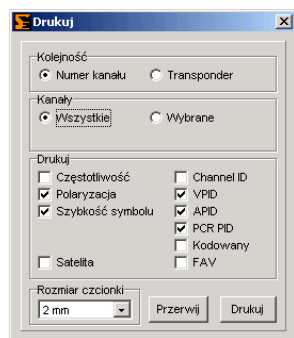 Drukuj
Kolejność
Numer kanału Transponder
Kanały
Wszystkie Wybrane
Drukuj
Częstotliwość Channel ID
Polaryzacja VPID
Szybkość symbolu APID
PCR PID
Kodowany
Satelita FAV
Rozmiar czcionki
2 mm Przerwij Drukuj